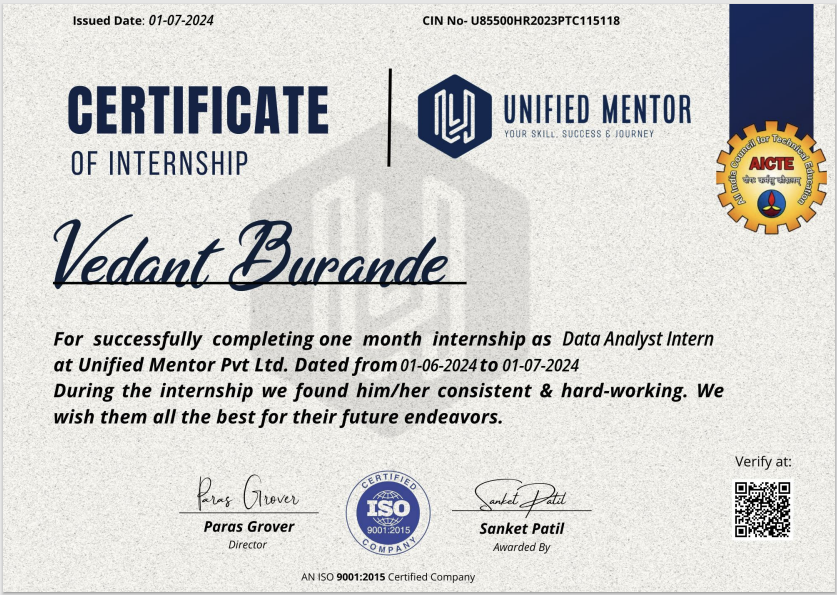 Issued Date: 01-07-2024
CIN No- U85500HR2023PTC115118
CERTIFICATE
OF INTERNSHIP
UNIFIED MENTOR
YOUR SKILL, SUCCESS & JOURNEY
All India Council for Technical Education
AICTE
योगः कर्मसु कौशलम्
Vedant Burande
For successfully completing one month internship as Data Analyst Intern
at Unified Mentor Pvt Ltd. Dated from 01-06-2024 to 01-07-2024
During the internship we found him/her consistent & hard-working. We
wish them all the best for their future endeavors.
Verify at:
Paras Grover
Paras Grover
Director
CERTIFIED
ISO
9001:2015
COMPANY
Sanket Patil
Sanket Patil
Awarded By
AN ISO 9001:2015 Certified Company